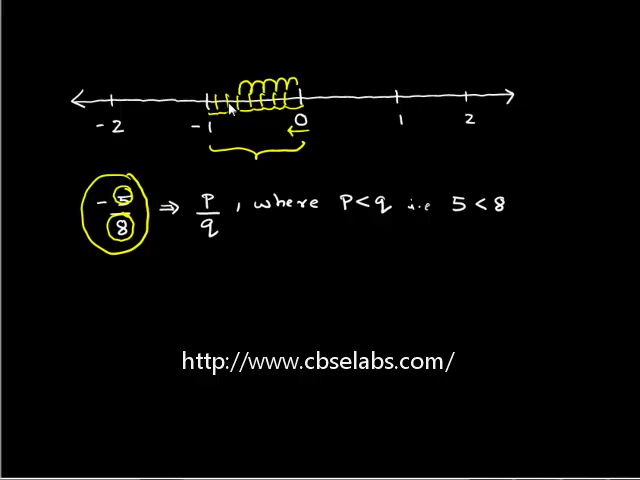 -2 -1 0 1 2
- 5/8 ⇒ P/q , where P<q i.e 5 < 8
http://www.cbselabs.com/